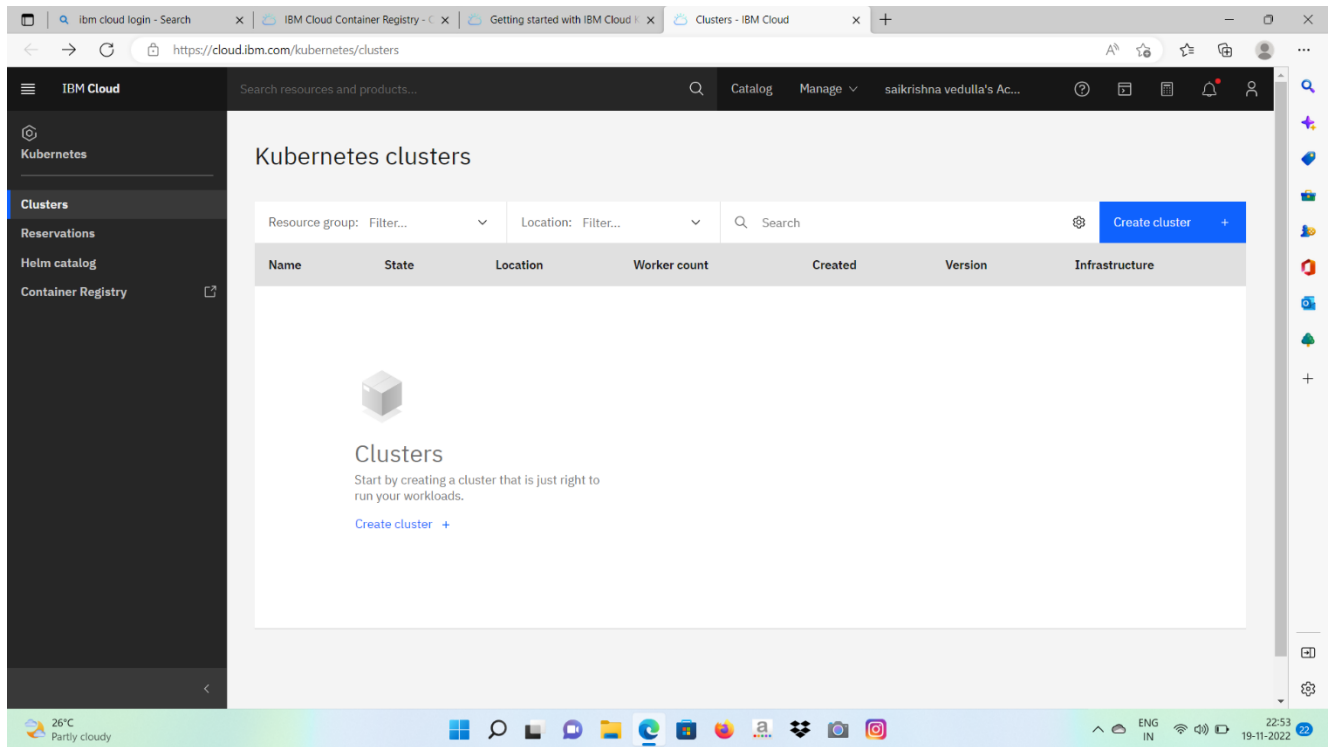 ibm cloud login - Search
IBM Cloud Container Registry - C
Getting started with IBM Cloud K
Clusters - IBM Cloud
https://cloud.ibm.com/kubernetes/clusters
IBM Cloud
Search resources and products...
Catalog
Manage
saikrishna vedulla's Ac...
Kubernetes
Clusters
Reservations
Helm catalog
Container Registry
Kubernetes clusters
Resource group: Filter...
Location: Filter...
Search
Create cluster +
Name State Location Worker count Created Version Infrastructure
Clusters
Start by creating a cluster that is just right to
run your workloads.
Create cluster +
26°C
Partly cloudy
a
ENG
IN
22:53
19-11-2022
22